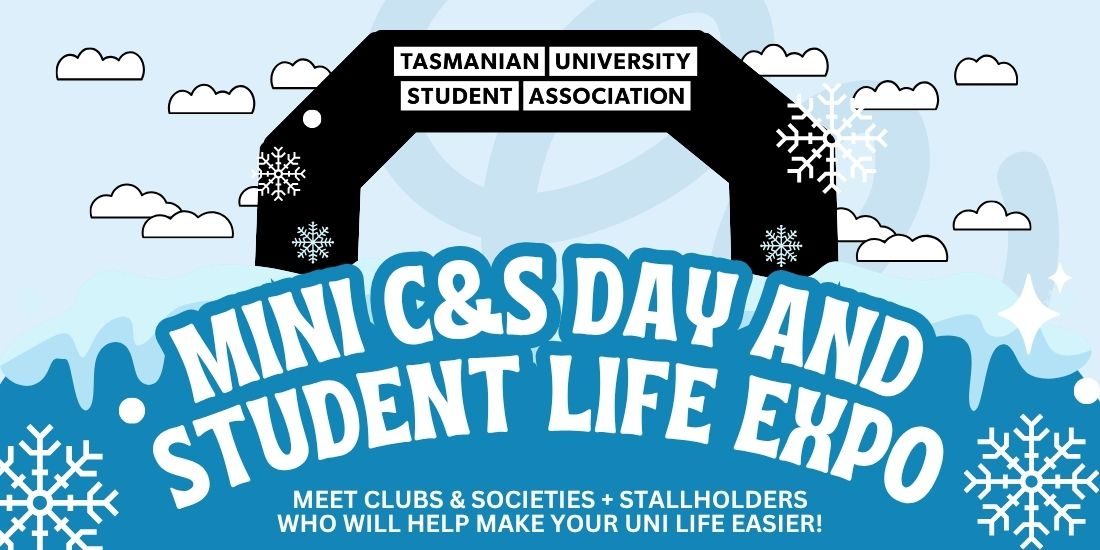 TASMANIAN UNIVERSITY
STUDENT ASSOCIATION
MINI C&S DAY AND
STUDENT LIFE EXPO
MEET CLUBS & SOCIETIES + STALLHOLDERS
WHO WILL HELP MAKE YOUR UNI LIFE EASIER!